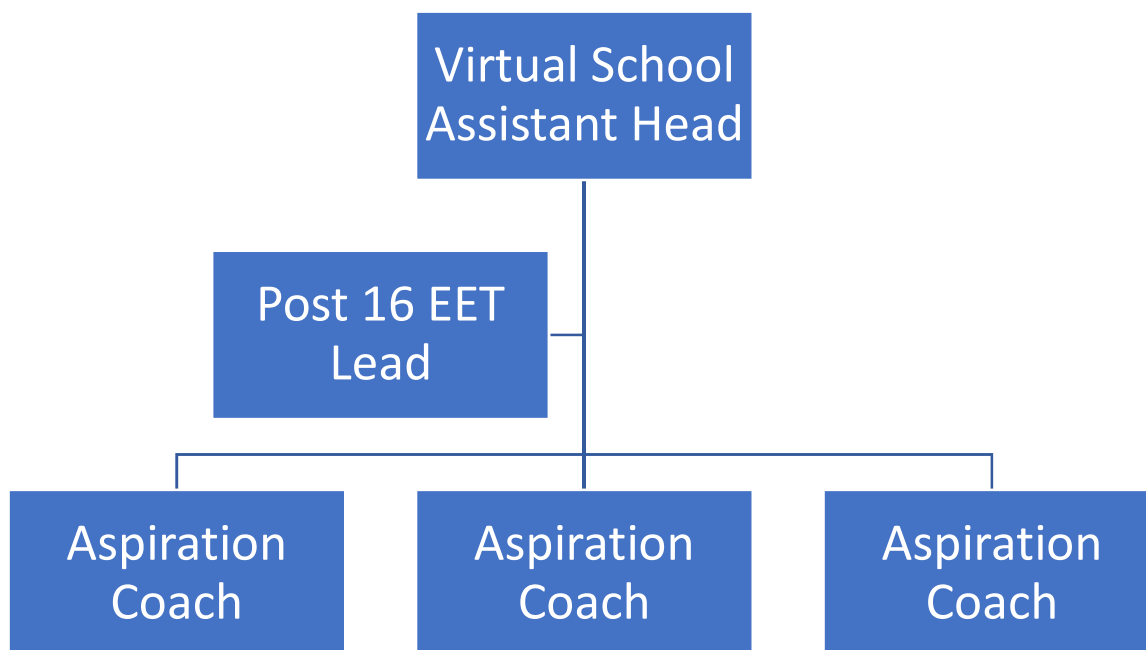 Virtual School
Assistant Head
Post 16 EET
Lead
Aspiration
Coach
Aspiration
Coach
Aspiration
Coach